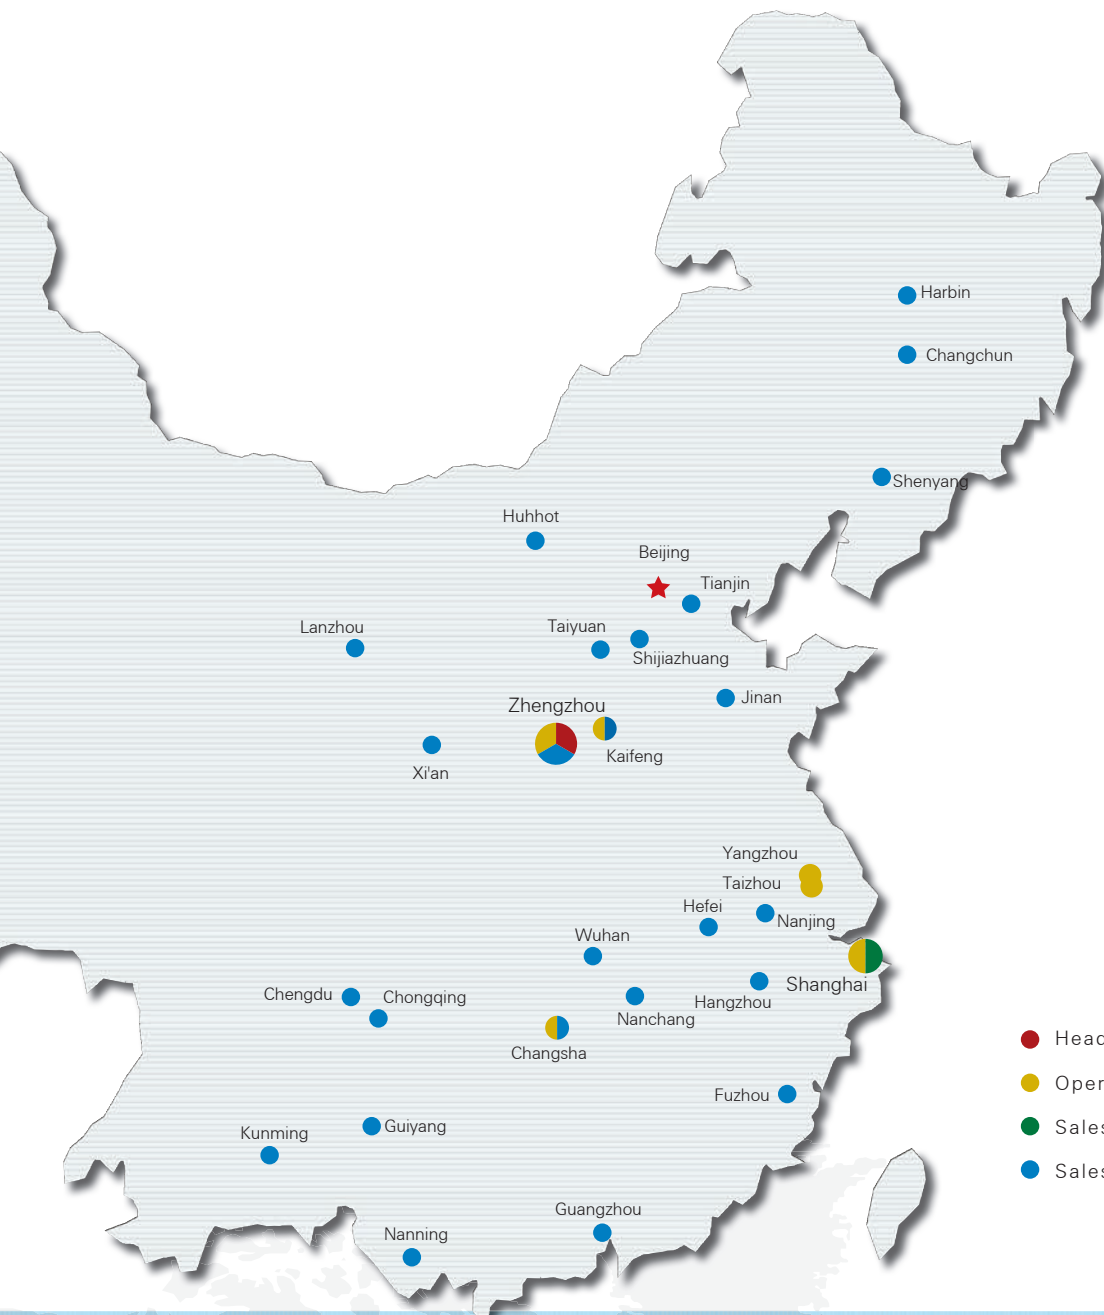 Harbin
Changchun
Shenyang
Huhhot
Beijing
Tianjin
Lanzhou
Taiyuan
Shijiazhuang
Jinan
Zhengzhou
Kaifeng
Xi'an
Yangzhou
Taizhou
Hefei
Nanjing
Wuhan
Shanghai
Chengdu
Chongqing
Hangzhou
Nanchang
Changsha
Head
Oper
Fuzhou
Sales
Guiyang
Kunming
Sales
Guangzhou
Nanning